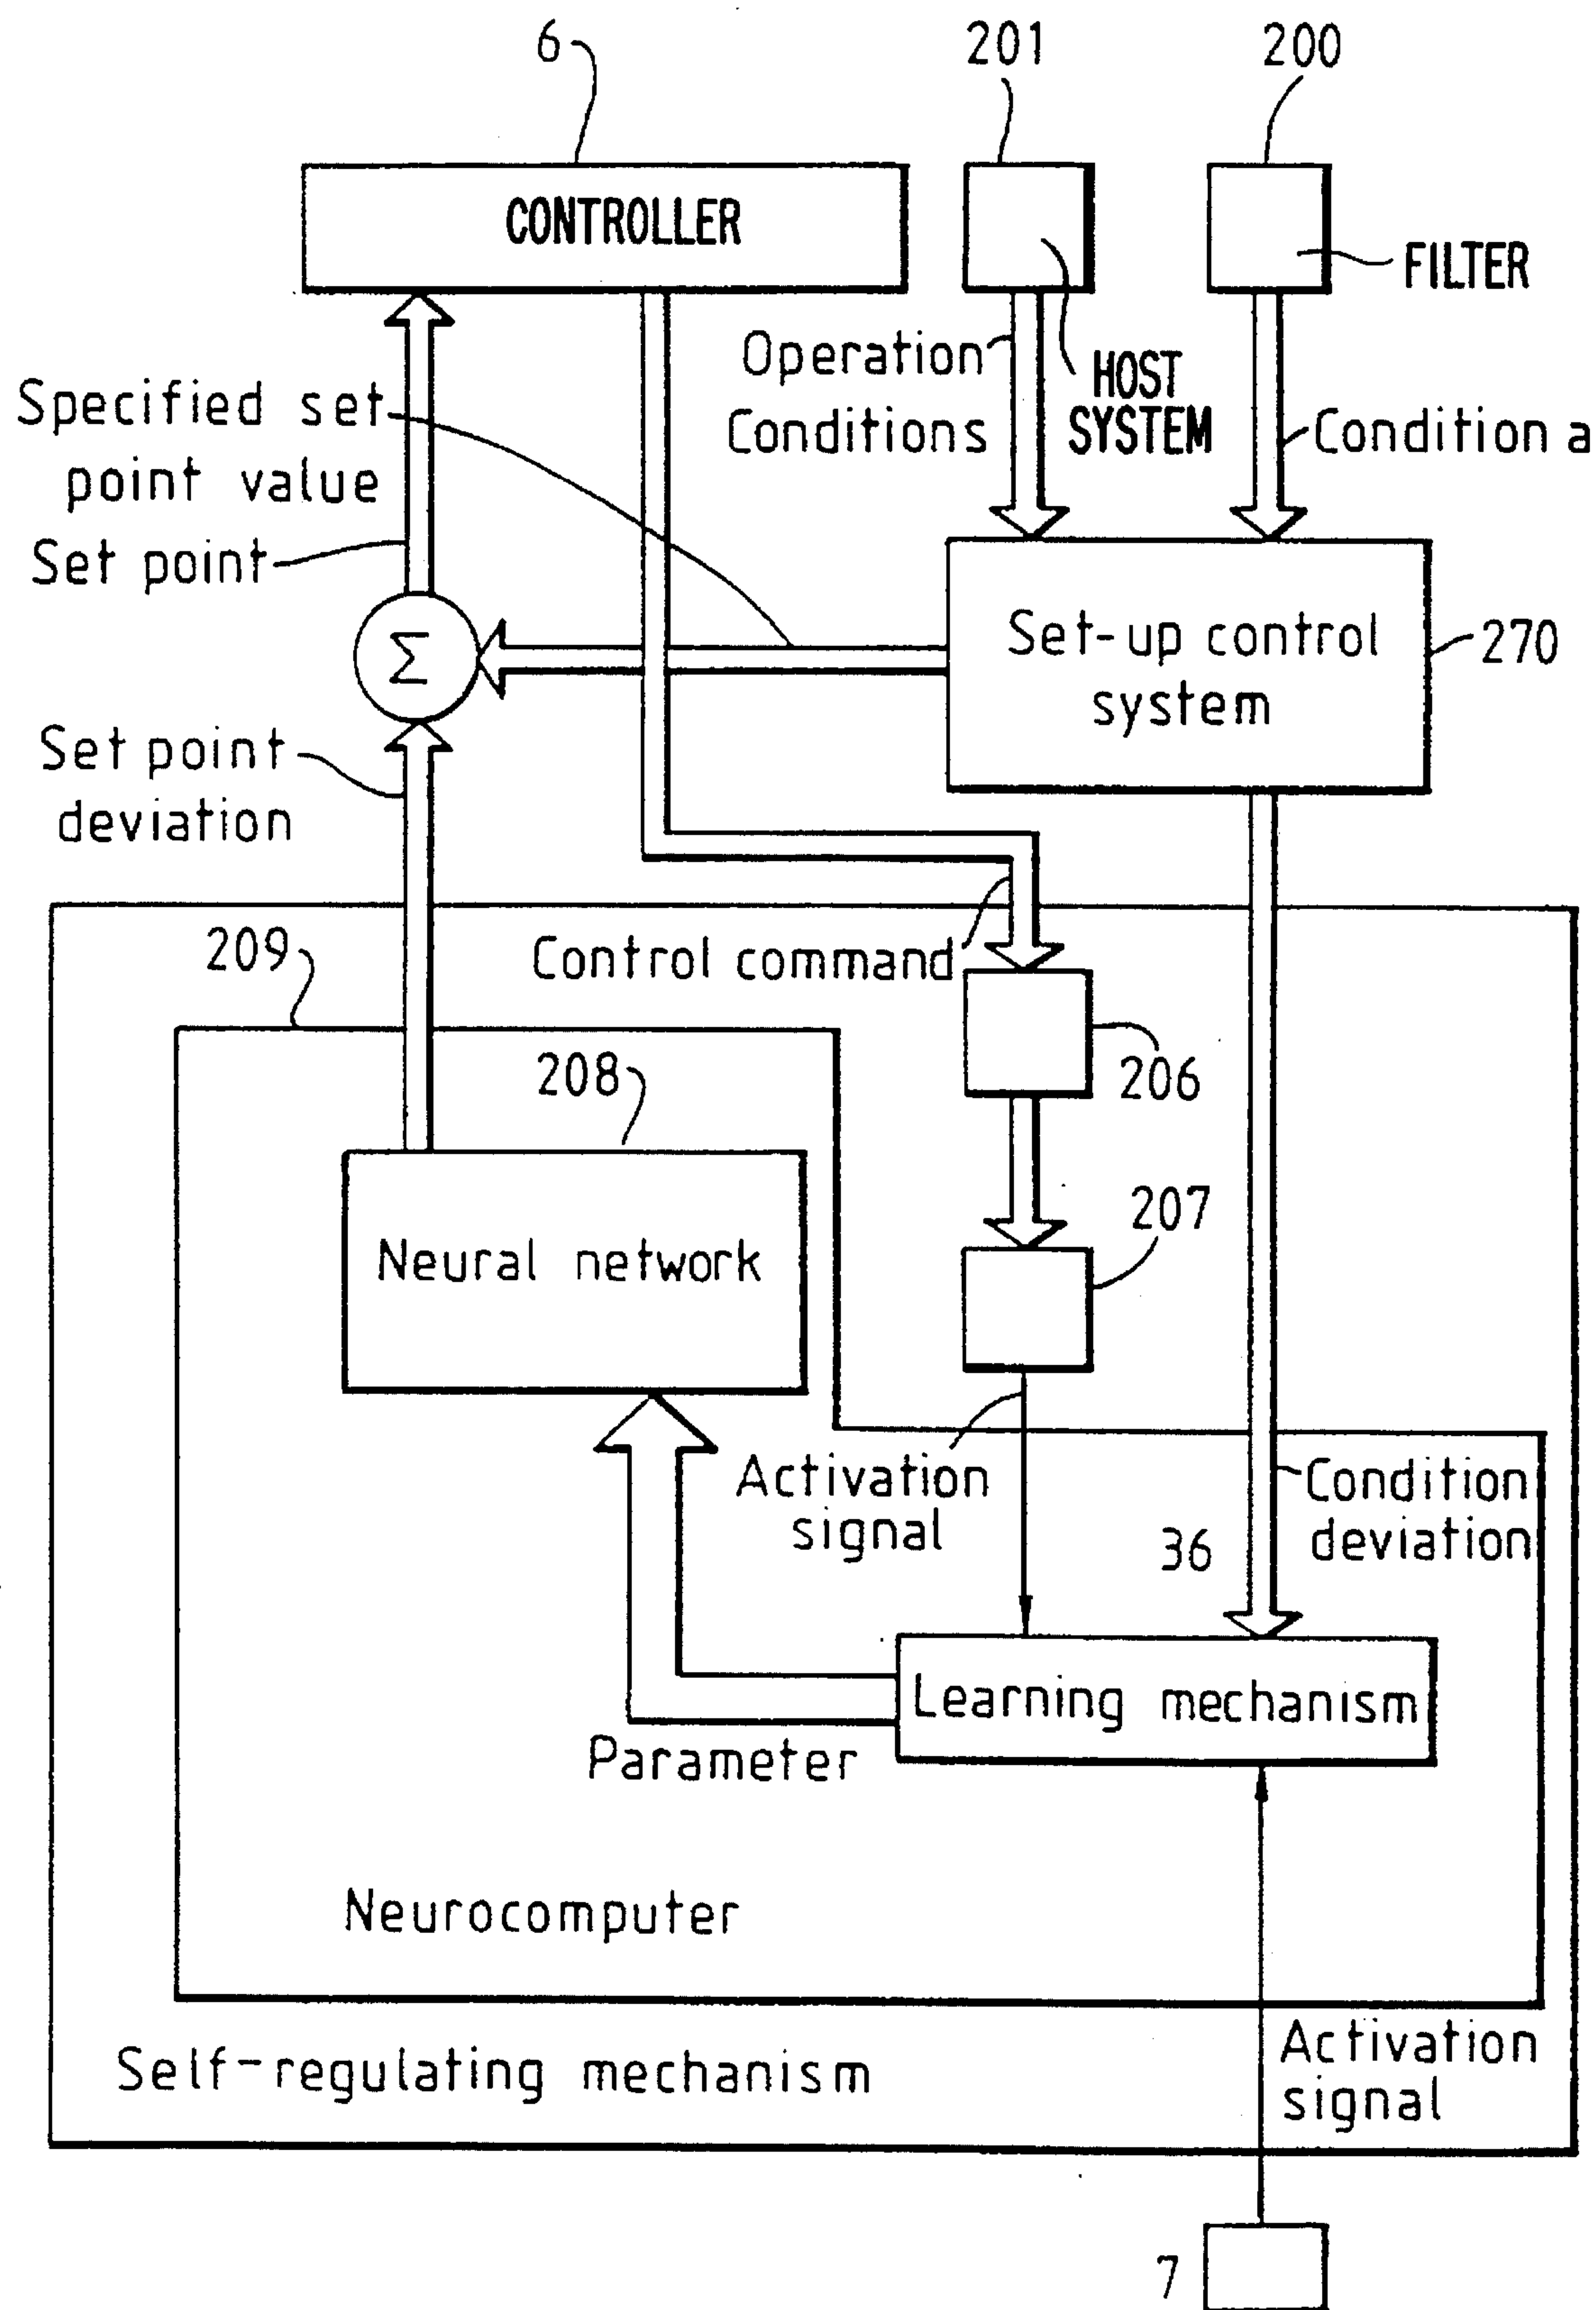 6
201
200
CONTROLLER
FILTER
Operation
Conditions
HOST
SYSTEM
Condition a
Specified set
point value
Set point
Σ
Set-up control
system
270
Set point
deviation
Control command
209
206
208
207
Neural network
Activation
signal
Condition
deviation
36
Learning mechanism
Parameter
Neurocomputer
Activation
signal
Self-regulating mechanism
7